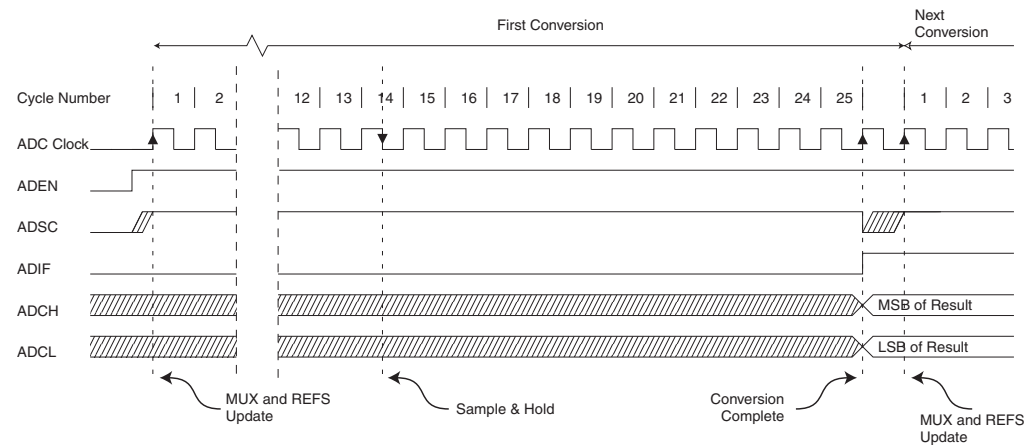 First Conversion
Next
Conversion
Cycle Number 1 2 12 13 14 15 16 17 18 19 20 21 22 23 24 25 1 2 3
ADC Clock
ADEN
ADSC
ADIF
ADCH MSB of Result
ADCL LSB of Result
MUX and REFS
Update
Sample & Hold
Conversion
Complete
MUX and REFS
Update